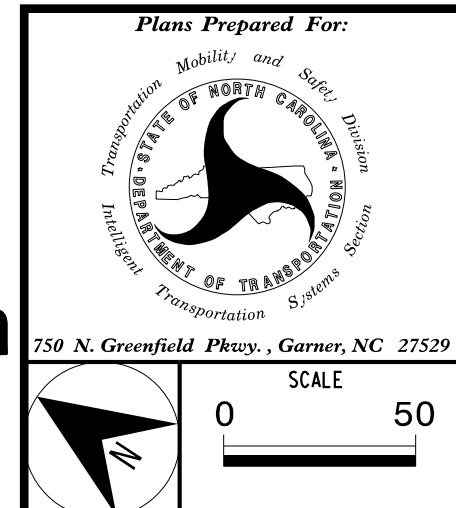 Plans Prepared For:
Transportation Mobility and Safety Division
STATE OF NORTH CAROLINA
DEPARTMENT OF TRANSPORTATION
Intelligent Transportation Systems Section
750 N. Greenfield Pkwy. , Garner, NC 27529
SCALE
0 50
N